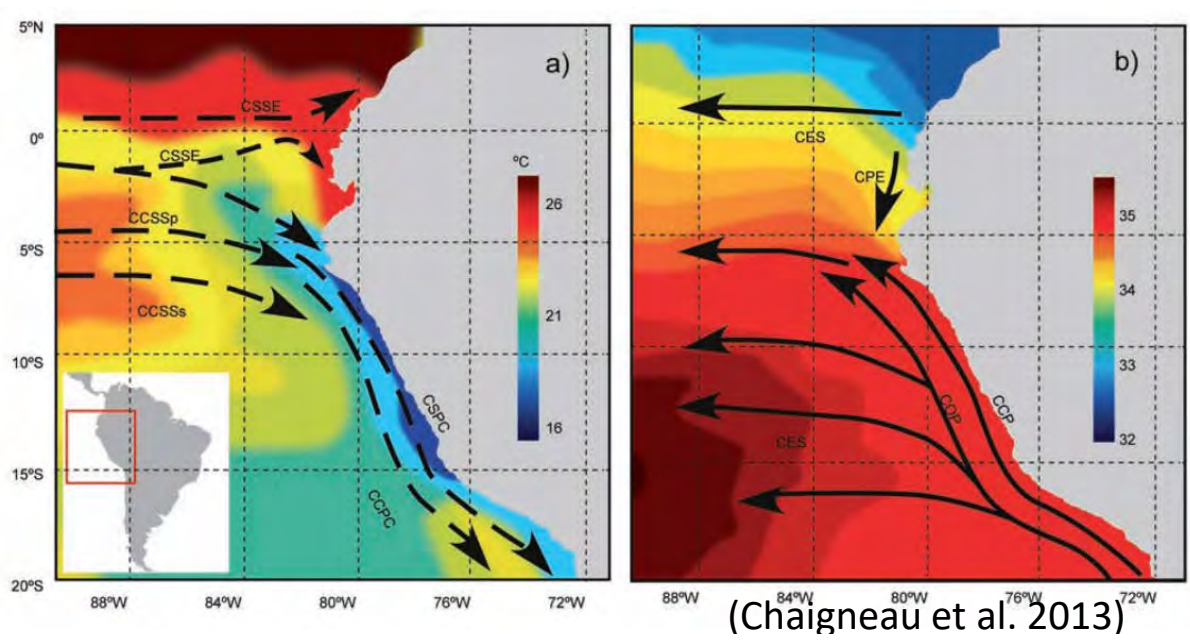 5ºN
0º
5ºS
10ºS
15ºS
20ºS
a)
CSSE
CSSE
CCSSp
CCSSs
CSPC
CCPC
ºC
26
21
16
88ºW
84ºW
80ºW
76ºW
72ºW
b)
CES
CPE
COP
CCP
CES
35
34
33
32
88ºW
84ºW
80ºW
76ºW
72ºW
(Chaigneau et al. 2013)